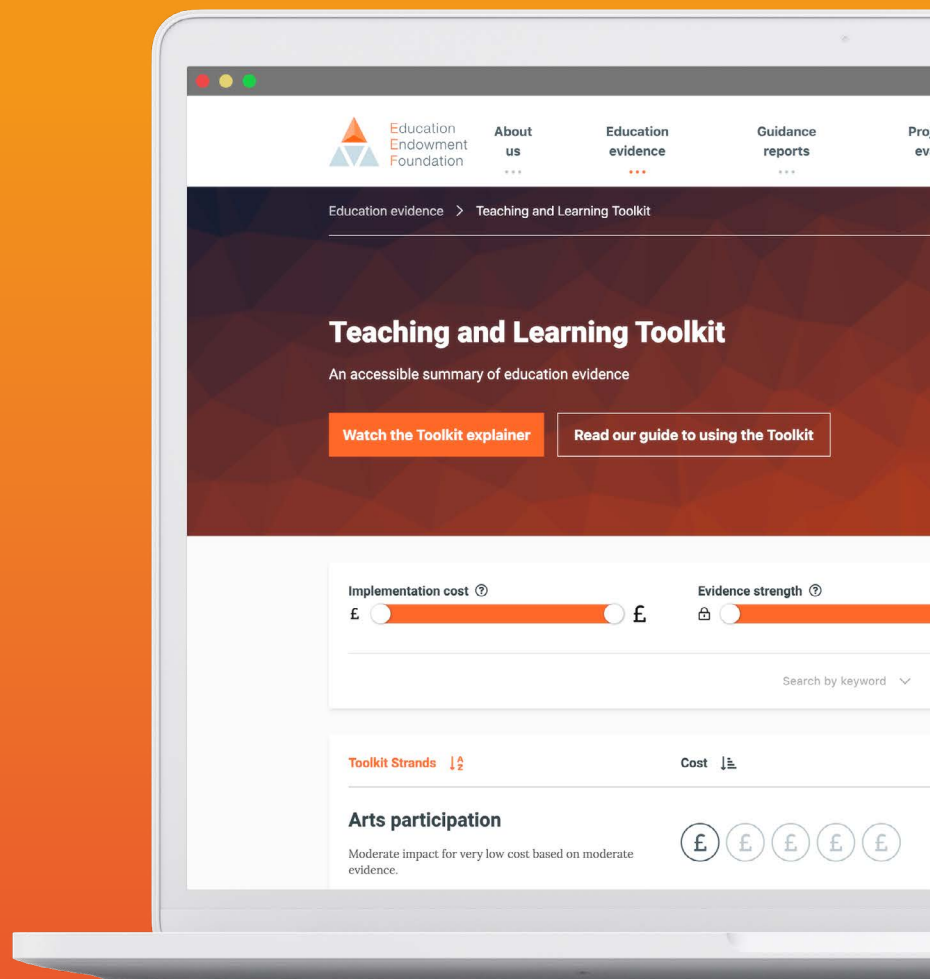 Education
Endowment
Foundation
About
us
Education
evidence
Guidance
reports
Education evidence > Teaching and Learning Toolkit
Teaching and Learning Toolkit
An accessible summary of education evidence
Watch the Toolkit explainer
Read our guide to using the Toolkit
Implementation cost ?
£ £
Evidence strength ?
Search by keyword
Toolkit Strands
Cost
Arts participation
Moderate impact for very low cost based on moderate
evidence.
£ £ £ £ £